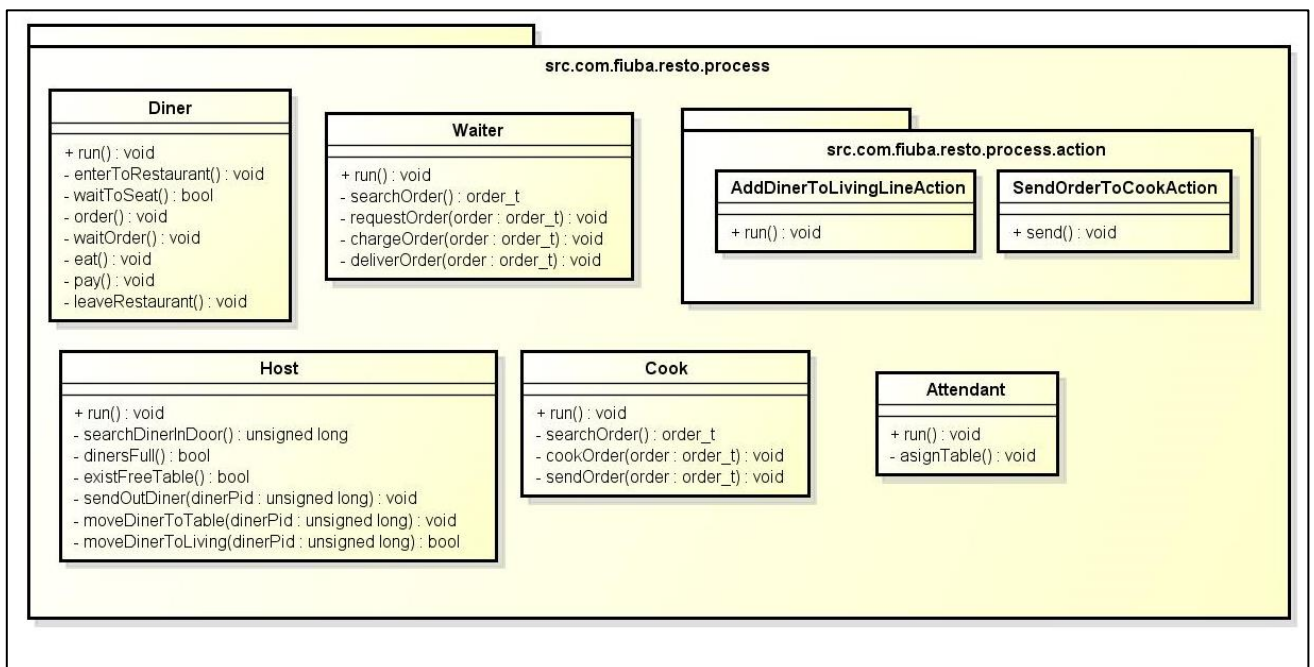 src.com.fiuba.resto.process
Diner
+ run() : void
- enterToRestaurant() : void
- waitToSeat() : bool
- order() : void
- waitOrder() : void
- eat() : void
- pay() : void
- leaveRestaurant() : void
Waiter
+ run() : void
- searchOrder() : order_t
- requestOrder(order : order_t) : void
- chargeOrder(order : order_t) : void
- deliverOrder(order : order_t) : void
src.com.fiuba.resto.process.action
AddDinerToLivingLineAction
+ run() : void
SendOrderToCookAction
+ send() : void
Host
+ run() : void
- searchDinerInDoor() : unsigned long
- dinersFull() : bool
- existFreeTable() : bool
- sendOutDiner(dinerPid : unsigned long) : void
- moveDinerToTable(dinerPid : unsigned long) : void
- moveDinerToLiving(dinerPid : unsigned long) : bool
Cook
+ run() : void
- searchOrder() : order_t
- cookOrder(order : order_t) : void
- sendOrder(order : order_t) : void
Attendant
+ run() : void
- asignTable() : void